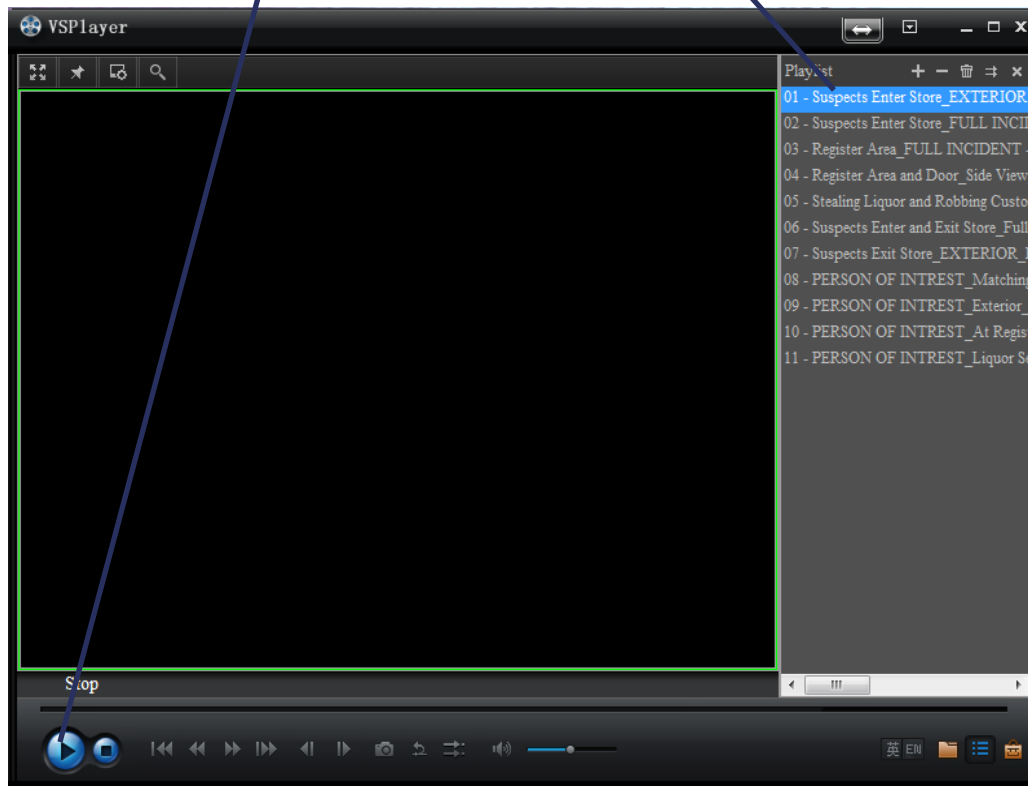 VSPlayer
Playlist
01 - Suspects Enter Store_EXTERIOR
02 - Suspects Enter Store_FULL INCI
03 - Register Area_FULL INCIDENT -
04 - Register Area and Door_Side View
05 - Stealing Liquor and Robbing Custo
06 - Suspects Enter and Exit Store_Full
07 - Suspects Exit Store_EXTERIOR_
08 - PERSON OF INTREST_Matching
09 - PERSON OF INTREST_Exterior_
10 - PERSON OF INTREST_At Regis
11 - PERSON OF INTREST_Liquor Se
Stop
英 EN